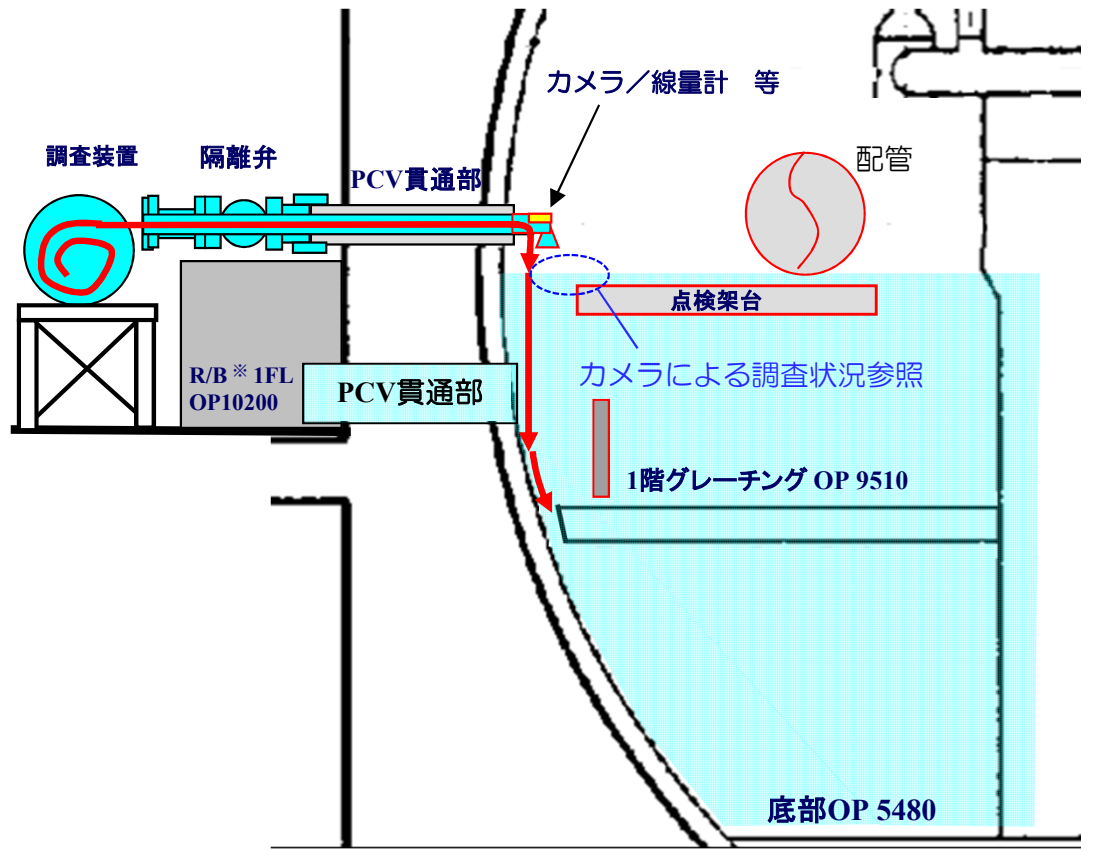 カメラ／線量計　等
調査装置
隔離弁
PCV貫通部
配管
点検架台
R/B※ 1FL
OP10200
PCV貫通部
カメラによる調査状況参照
1階グレーチング OP 9510
底部OP 5480